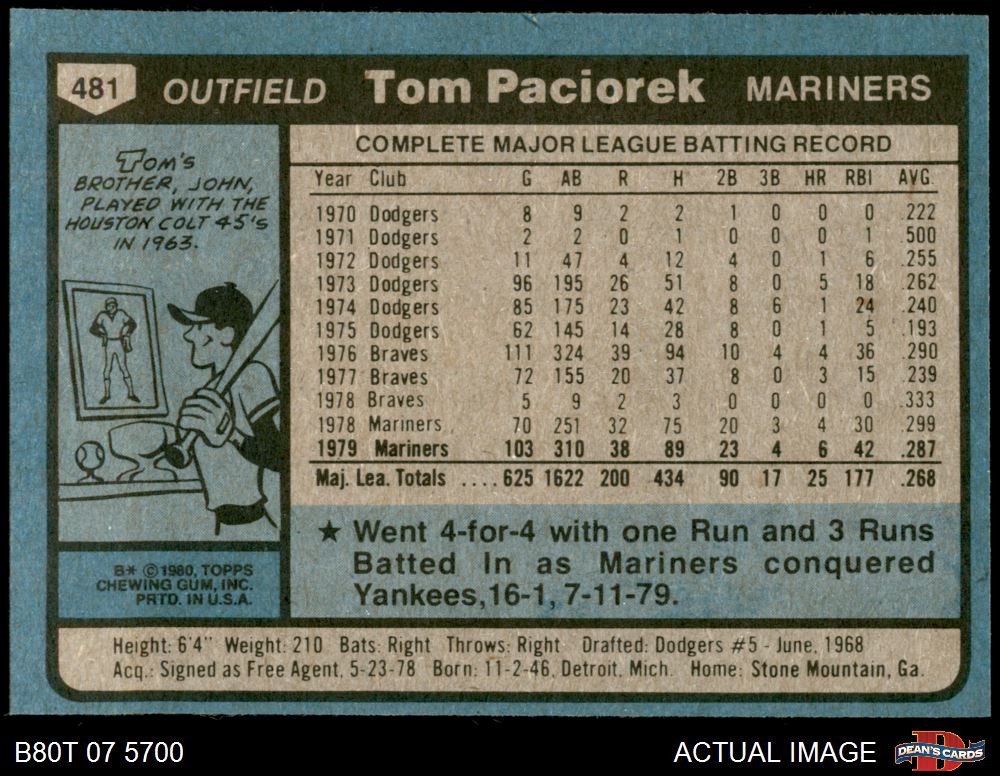 481 OUTFIELD Tom Paciorek MARINERS
TOM'S
BROTHER, JOHN,
PLAYED WITH THE
HOUSTON COLT 45'S
IN 1963.
COMPLETE MAJOR LEAGUE BATTING RECORD
Year Club G AB R H 2B 3B HR RBI AVG.
1970 Dodgers 8 9 2 2 1 0 0 0 .222
1971 Dodgers 2 2 0 1 0 0 0 1 .500
1972 Dodgers 11 47 4 12 4 0 1 6 .255
1973 Dodgers 96 195 26 51 8 0 5 18 .262
1974 Dodgers 85 175 23 42 8 6 1 24 .240
1975 Dodgers 62 145 14 28 8 0 1 5 .193
1976 Braves 111 324 39 94 10 4 4 36 .290
1977 Braves 72 155 20 37 8 0 3 15 .239
1978 Braves 5 9 2 3 0 0 0 0 .333
1978 Mariners 70 251 32 75 20 3 4 30 .299
1979 Mariners 103 310 38 89 23 4 6 42 .287
Maj. Lea. Totals ....625 1622 200 434 90 17 25 177 .268
★ Went 4-for-4 with one Run and 3 Runs
Batted In as Mariners conquered
Yankees, 16-1, 7-11-79.
B* © 1980, TOPPS
CHEWING GUM, INC.
PRTD. IN U.S.A.
Height: 6'4" Weight: 210 Bats: Right Throws: Right Drafted: Dodgers #5 - June, 1968
Acq.: Signed as Free Agent, 5-23-78 Born: 11-2-46, Detroit, Mich. Home: Stone Mountain, Ga.
B80T 07 5700 ACTUAL IMAGE DEAN'S CARDS